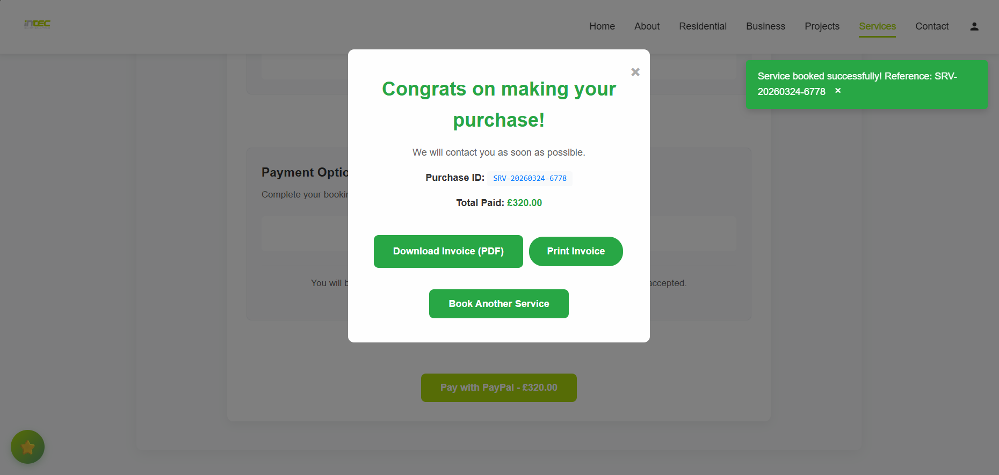 intec
Home
About
Residential
Business
Projects
Services
Contact
Service booked successfully! Reference: SRV-
20260324-6778 ×
×
Congrats on making your
purchase!
We will contact you as soon as possible.
Purchase ID: SRV-20260324-6778
Total Paid: £320.00
Download Invoice (PDF)
Print Invoice
Book Another Service
Payment Optio
Complete your bookin
You will b
accepted.
Pay with PayPal - £320.00